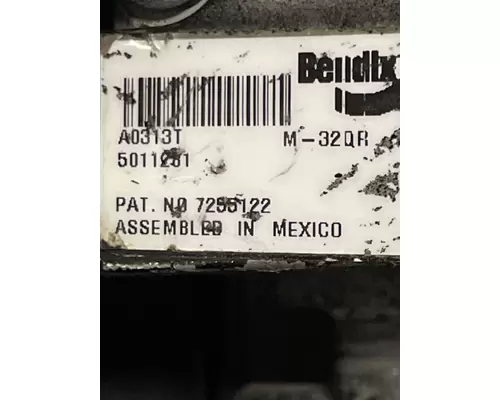 Bendix
A0313T M-32QR
5011281
PAT. NO 7255122
ASSEMBLED IN MEXICO